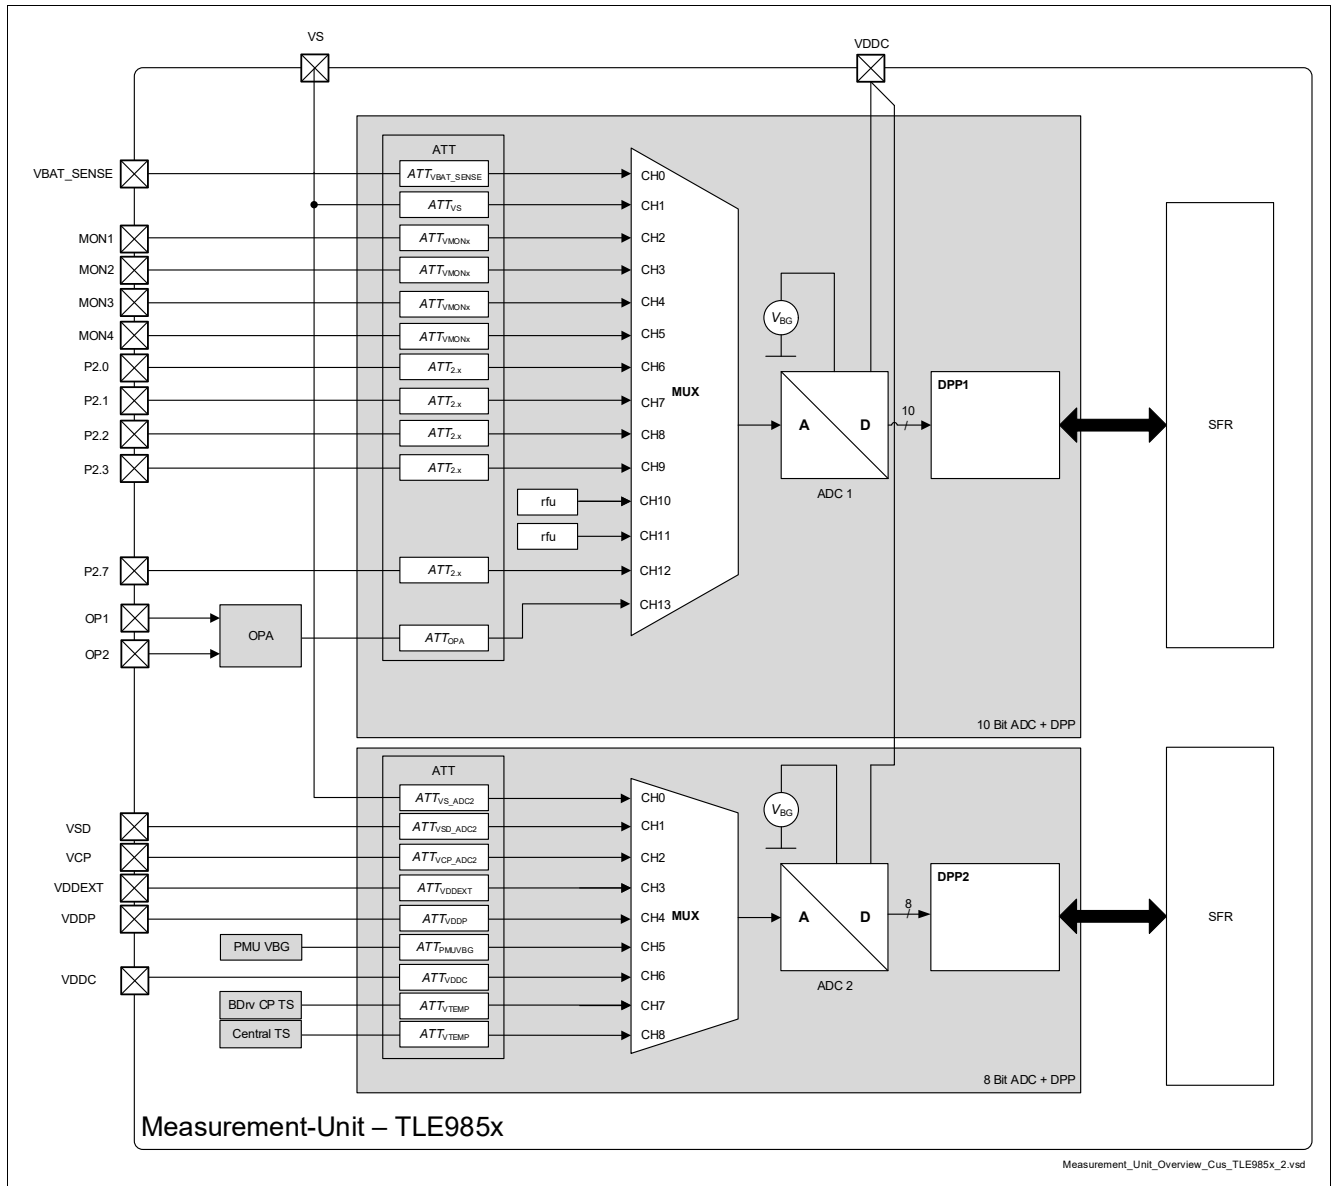 VS
VDDC
ATT
VBAT_SENSE
ATTVBAT_SENSE
CH0
ATTVS
CH1
MON1
ATTVMONx
CH2
MON2
ATTVMONx
CH3
MON3
ATTVMONx
CH4
MON4
ATTVMONx
CH5
VBG
P2.0
ATT2.x
CH6
MUX
DPP1
P2.1
ATT2.x
CH7
P2.2
ATT2.x
CH8
A
D
10
SFR
P2.3
ATT2.x
CH9
ADC 1
rfu
CH10
rfu
CH11
P2.7
ATT2.x
CH12
OP1
CH13
OPA
ATTOPA
OP2
10 Bit ADC + DPP
ATT
ATTVS_ADC2
CH0
VBG
VSD
ATTVSD_ADC2
CH1
VCP
ATTVCP_ADC2
CH2
VDDEXT
ATTVDDEXT
CH3
DPP2
VDDP
ATTVDDP
CH4
MUX
A
D
8
SFR
PMU VBG
ATTPMUVBG
CH5
VDDC
ATTVDDC
CH6
ADC 2
BDrv CP TS
ATTVTEMP
CH7
Central TS
ATTVTEMP
CH8
8 Bit ADC + DPP
Measurement-Unit – TLE985x
Measurement_Unit_Overview_Cus_TLE985x_2.vsd